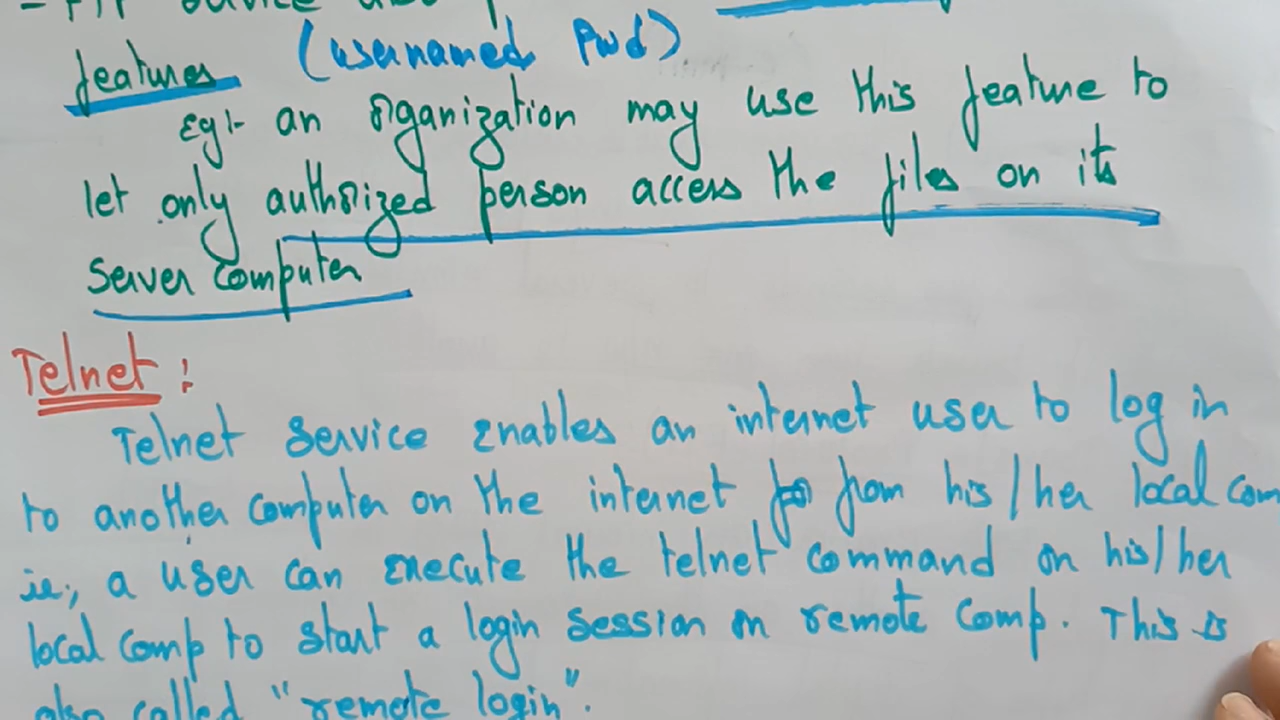 features (usernamed Pwd)
Eg:- an organization may use this feature to
let only authorized person access the files on its
server computer
Telnet :
Telnet service enables an internet user to log in
to another computer on the internet from his/her local com
ie; a user can execute the telnet command on his/her
local comp to start a login session on remote comp. This is
also called "remote login".